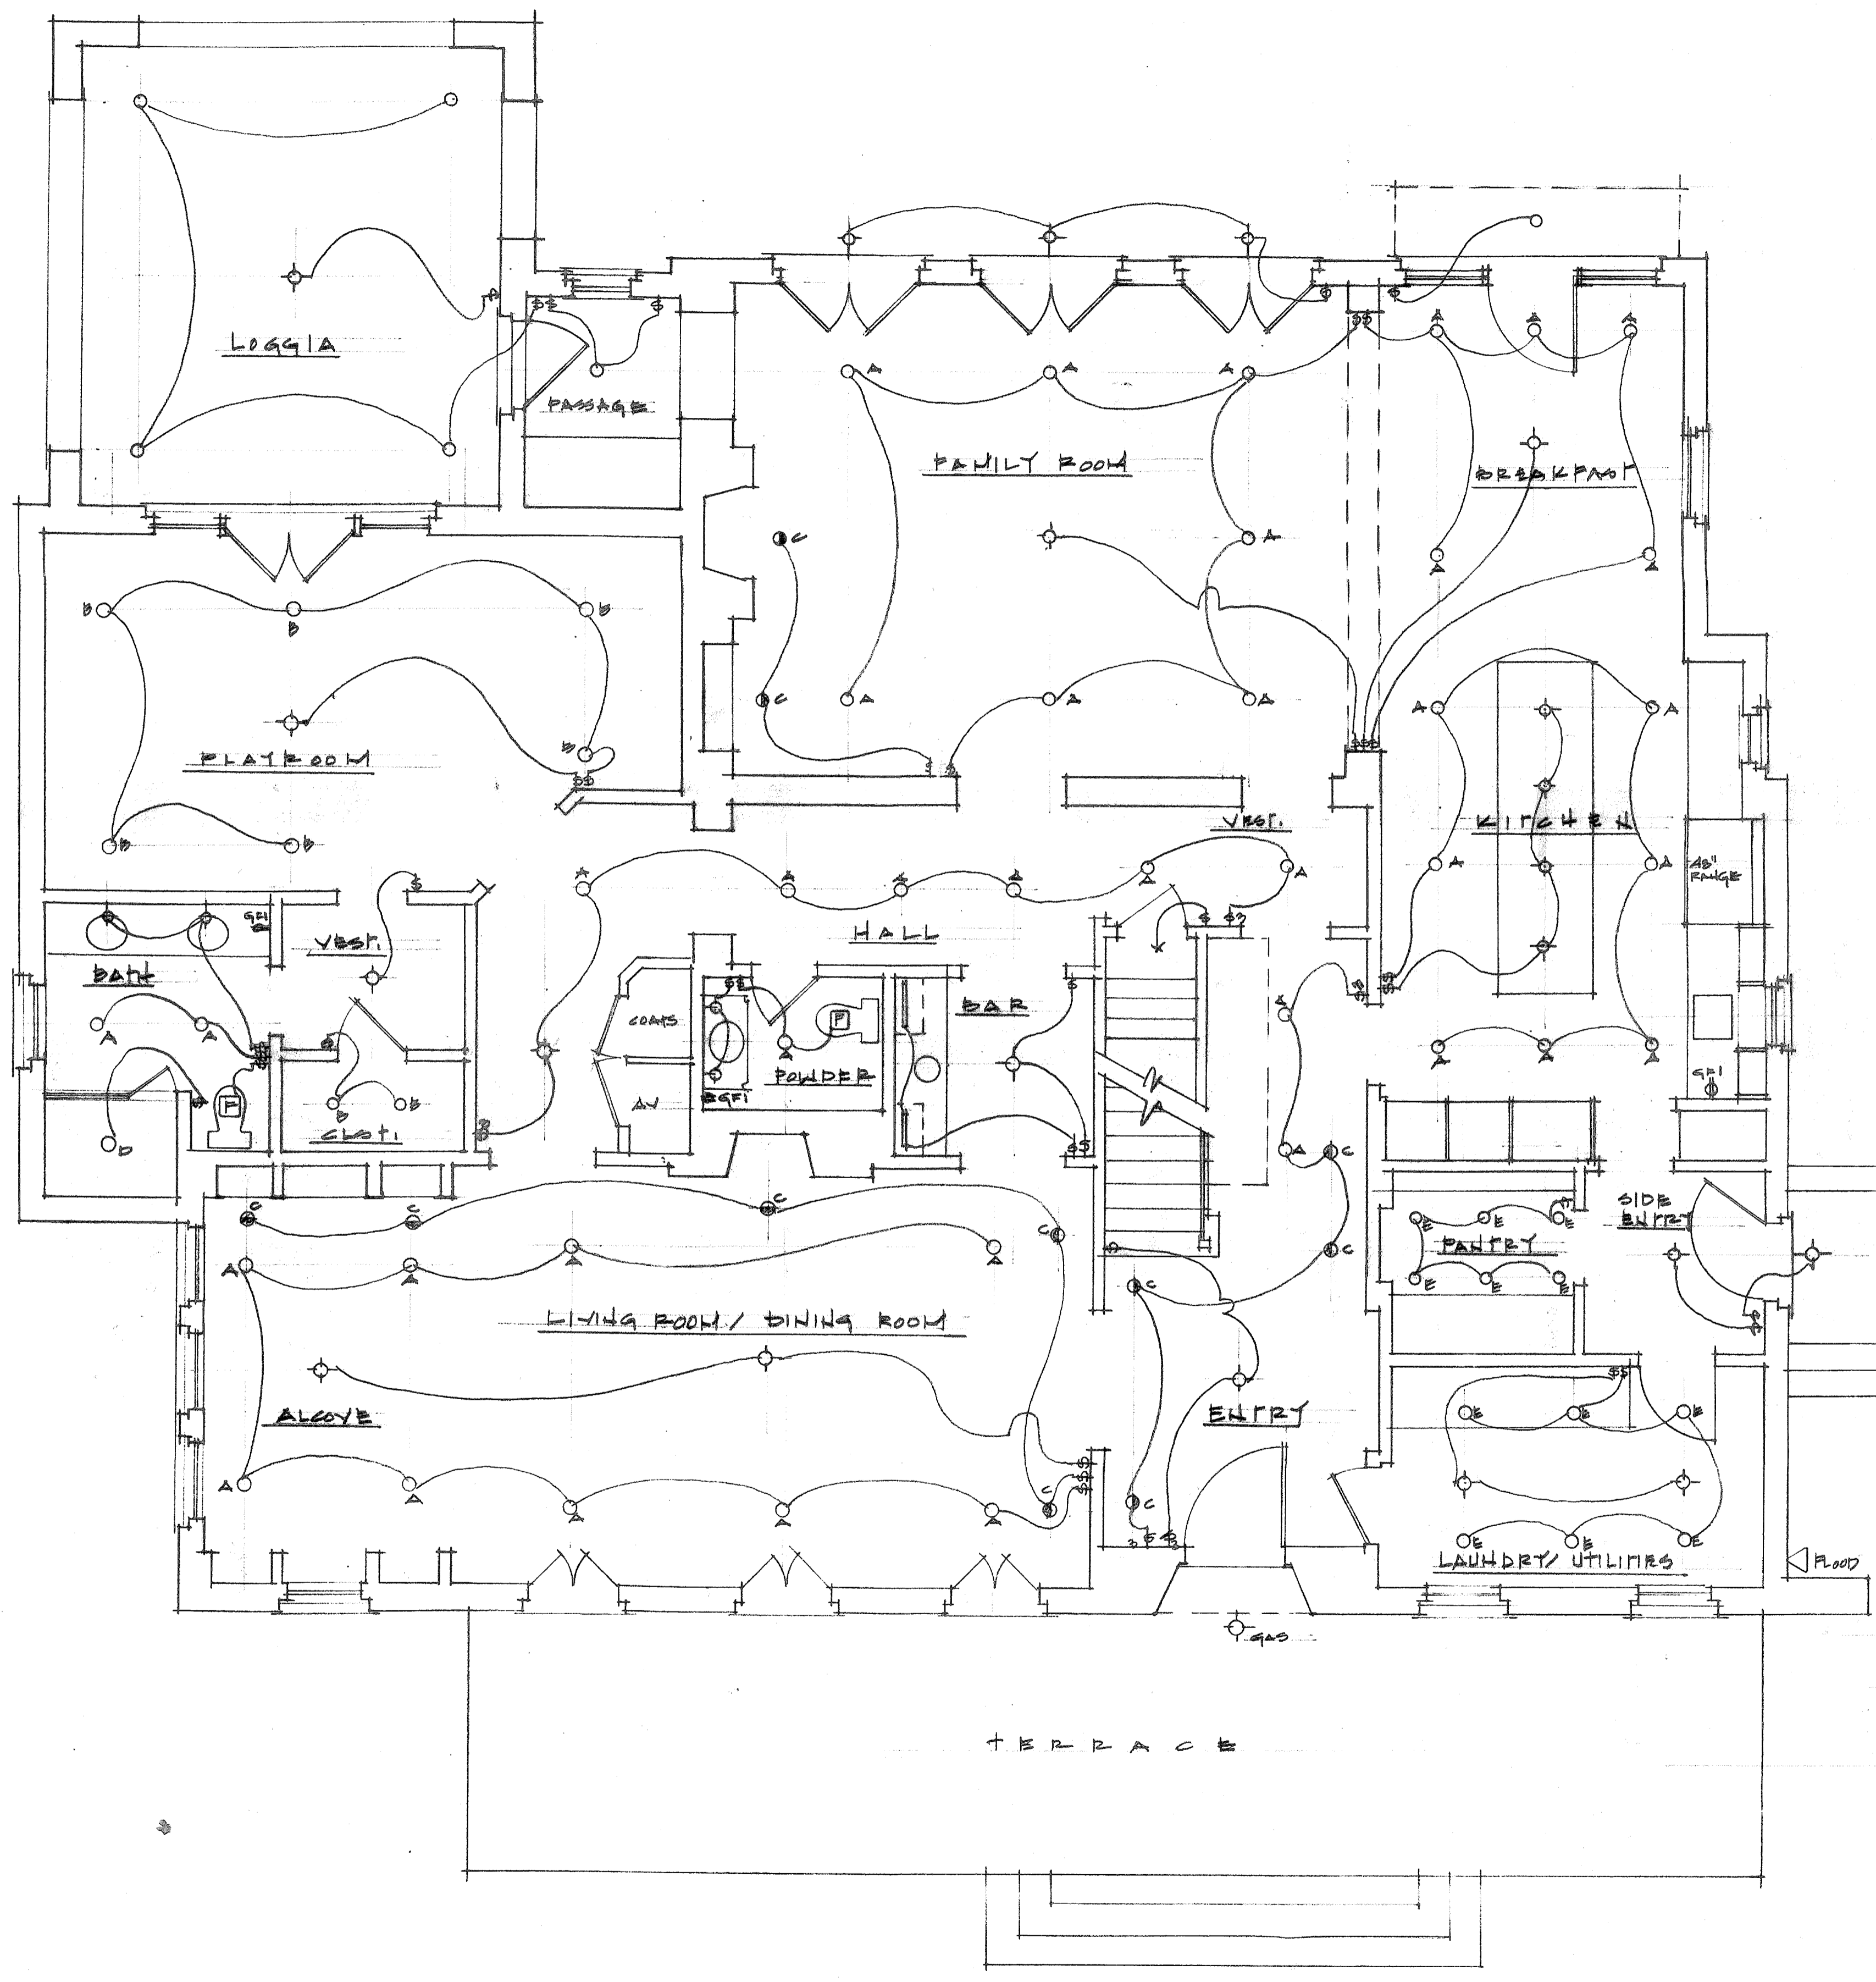 LOGGIA
PASSAGE
FAMILY ROOM
BREAKFAST
PLAYROOM
VEST.
KITCHEN
48"
RANGE
HALL
GFI
VEST.
BATH
COATS
BAR
POWDER
AV
GFI
GFI
CLOST.
SIDE
ENTRY
PANTRY
LIVING ROOM / DINING ROOM
ALCOVE
ENTRY
LAUNDRY / UTILITIES
FLOOD
GAS
TERRACE